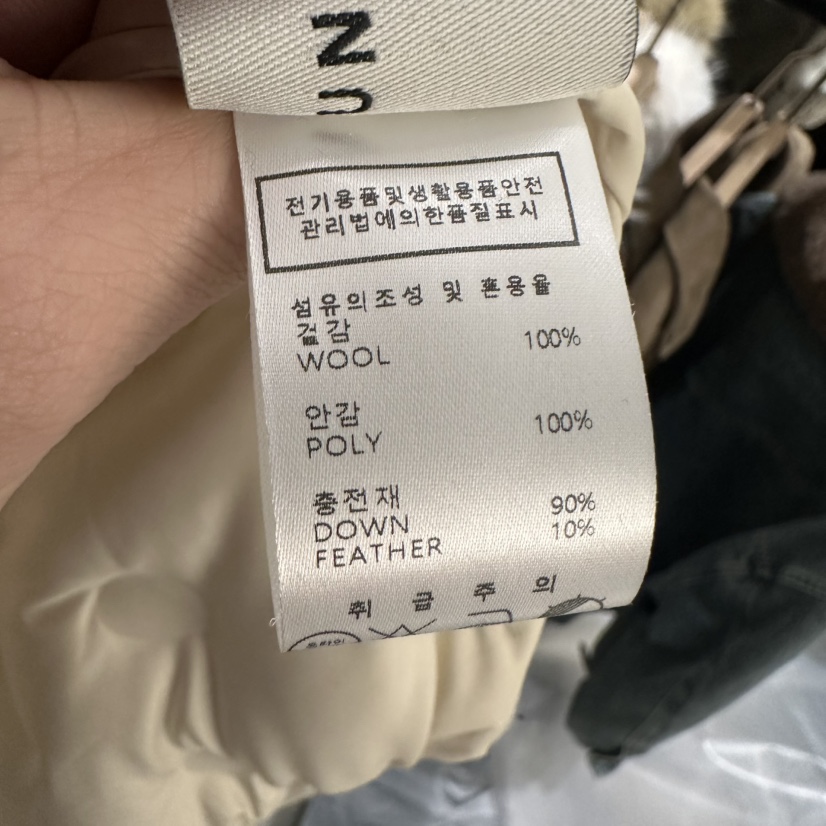 UN
전기용품및생활용품안전
관리법에의한품질표시
섬유의조성 및 혼용율
겉감
WOOL 100%
안감
POLY 100%
충전재
DOWN 90%
FEATHER 10%
취 급 주 의